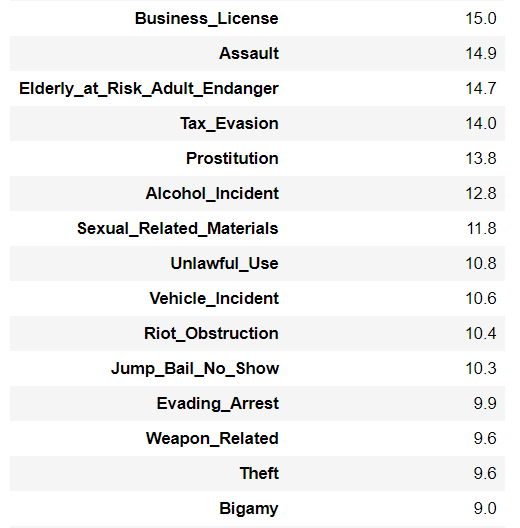 Business_License 15.0
Assault 14.9
Elderly_at_Risk_Adult_Endanger 14.7
Tax_Evasion 14.0
Prostitution 13.8
Alcohol_Incident 12.8
Sexual_Related_Materials 11.8
Unlawful_Use 10.8
Vehicle_Incident 10.6
Riot_Obstruction 10.4
Jump_Bail_No_Show 10.3
Evading_Arrest 9.9
Weapon_Related 9.6
Theft 9.6
Bigamy 9.0